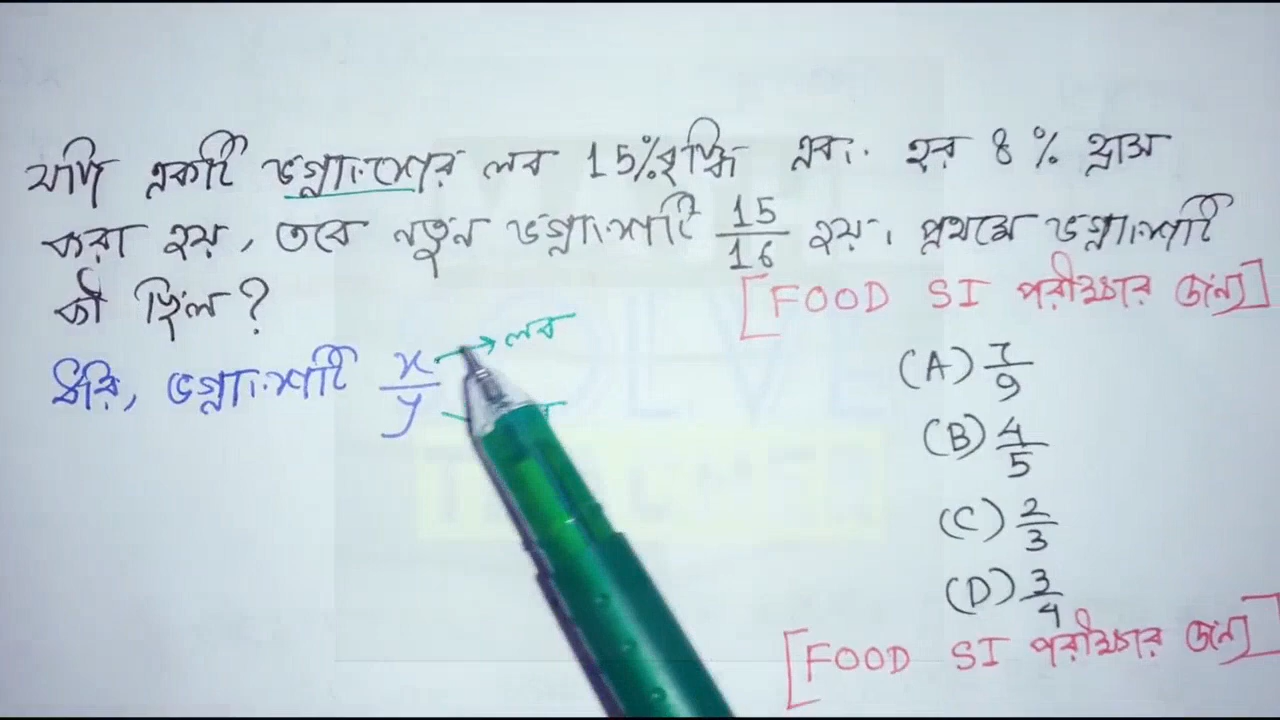 যদি একটি ভগ্নাংশের লব 15% বৃদ্ধি এবং হর 8% হ্রাস
করা হয়, তবে নতুন ভগ্নাংশটি 15/16 হয়। প্রথমে ভগ্নাংশটি
কী ছিল?
[FOOD SI পরীক্ষার জন্য]
ধরি, ভগ্নাংশটি x/y → লব
(A) 7/9
(B) 4/5
(C) 2/3
(D) 3/4
[FOOD SI পরীক্ষার জন্য]